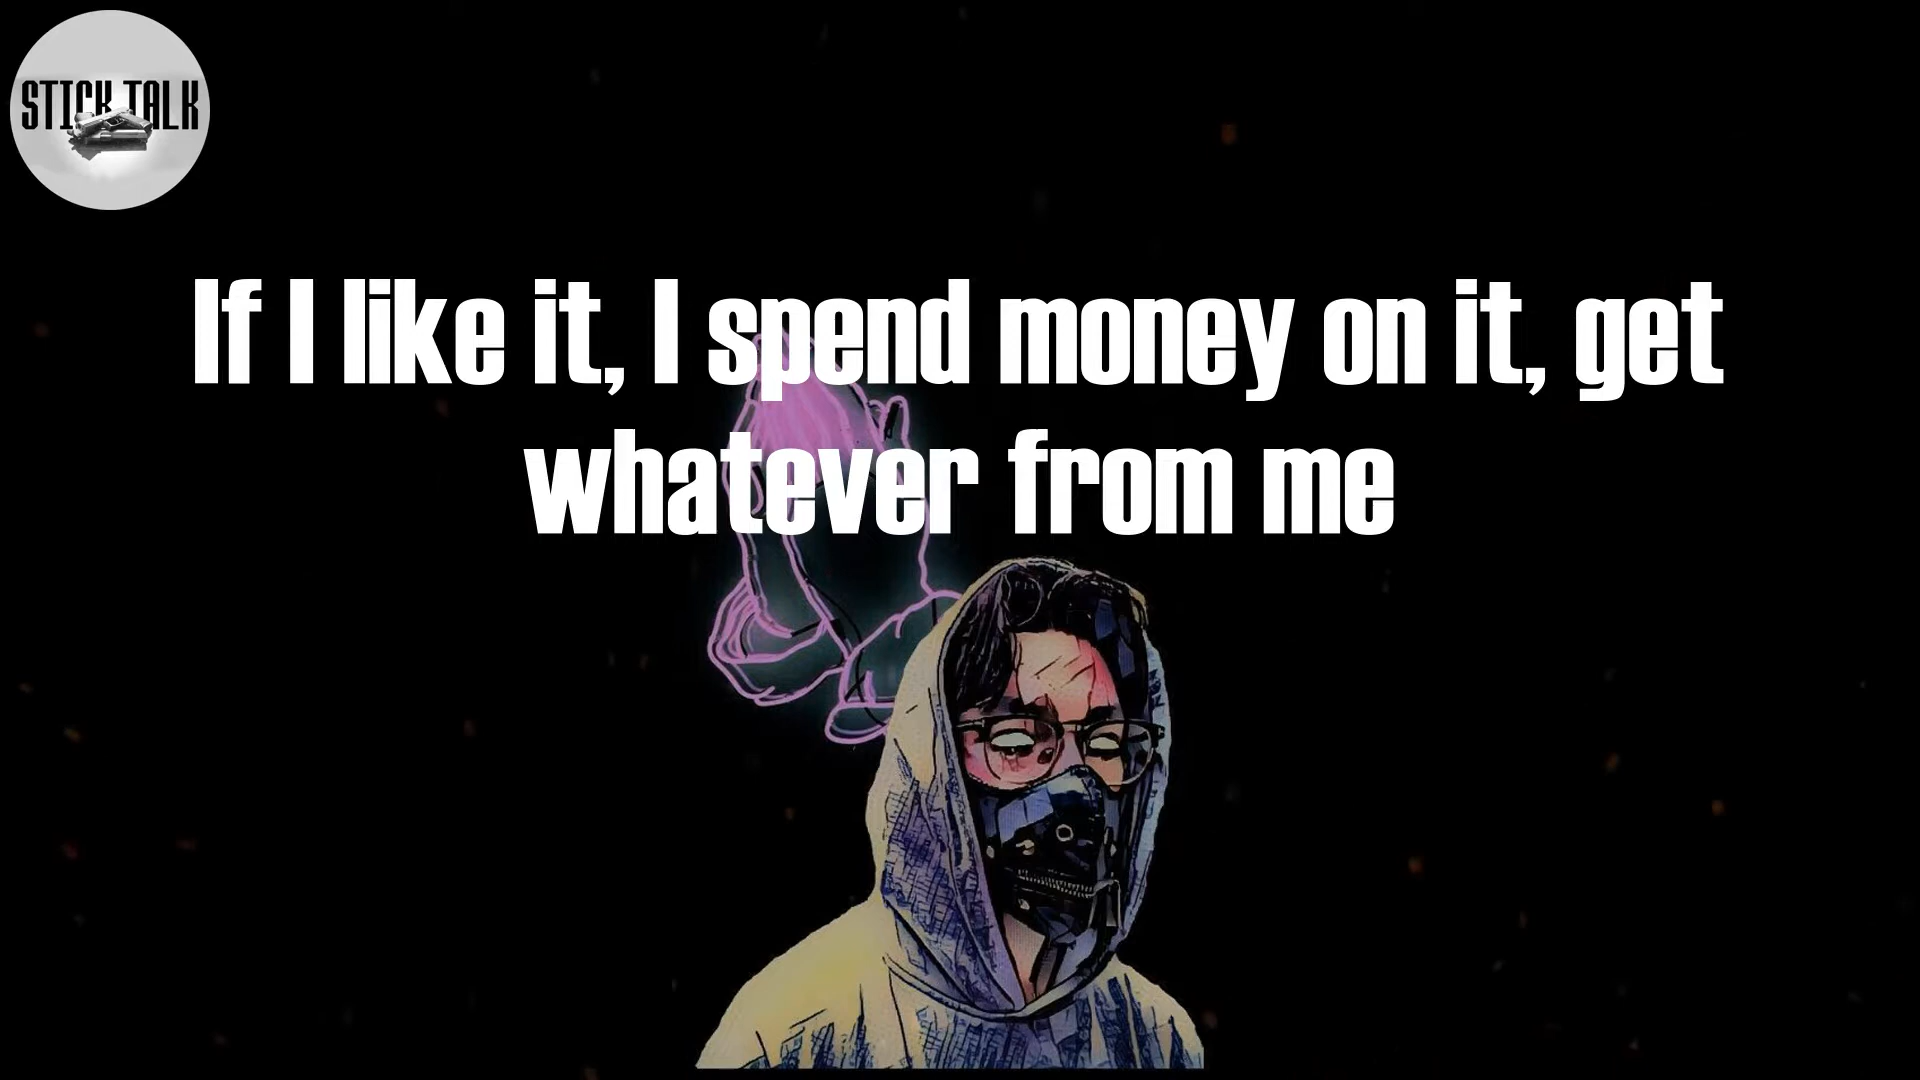 STICK TALK
If I like it, I spend money on it, get
whatever from me